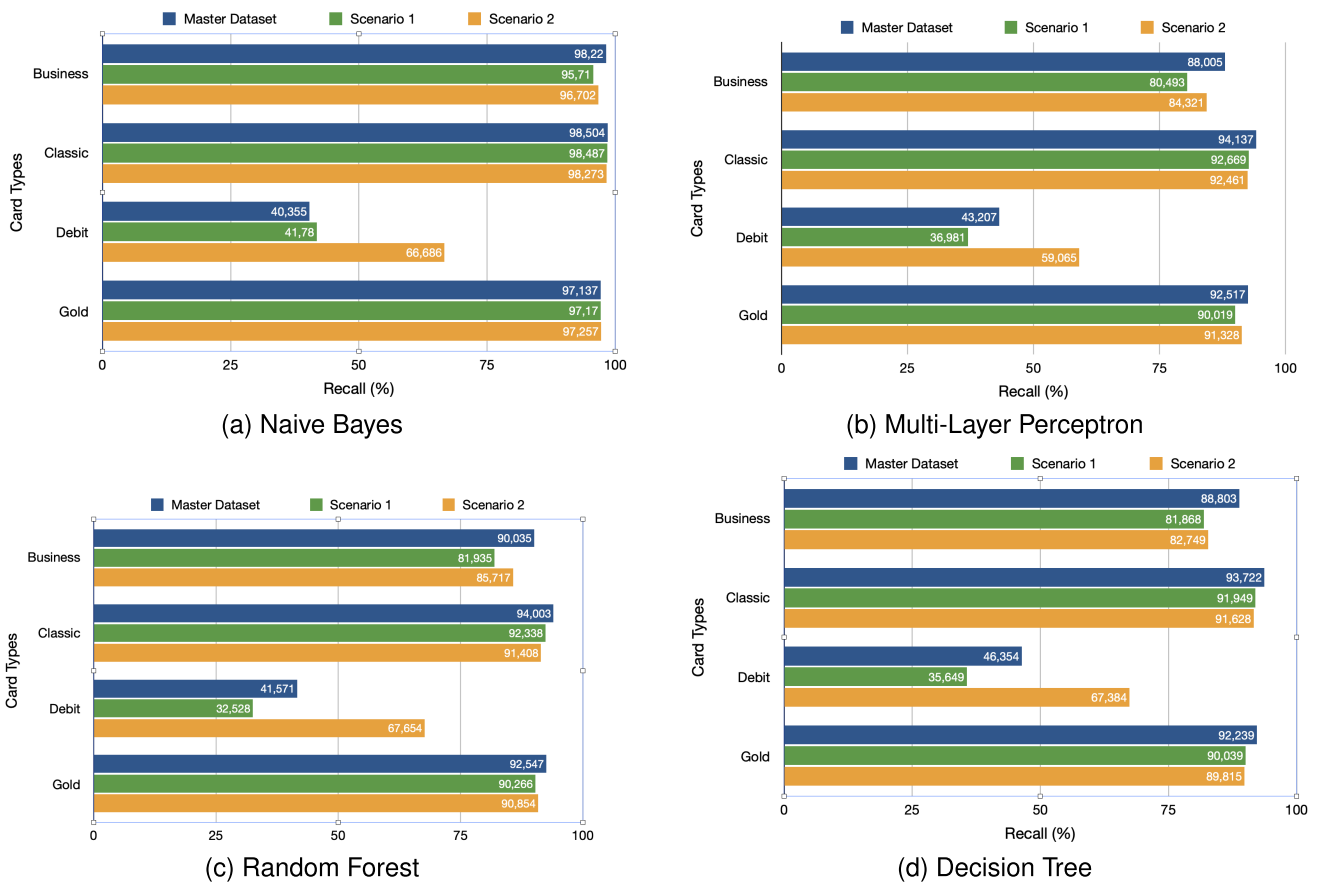 Master Dataset Scenario 1 Scenario 2
Card Types
Business
98,22
95,71
96,702
Classic
98,504
98,487
98,273
Debit
40,355
41,78
66,686
Gold
97,137
97,17
97,257
0 25 50 75 100
Recall (%)
(a) Naive Bayes
Master Dataset Scenario 1 Scenario 2
Card Types
Business
88,005
80,493
84,321
Classic
94,137
92,669
92,461
Debit
43,207
36,981
59,065
Gold
92,517
90,019
91,328
0 25 50 75 100
Recall (%)
(b) Multi-Layer Perceptron
Master Dataset Scenario 1 Scenario 2
Card Types
Business
90,035
81,935
85,717
Classic
94,003
92,338
91,408
Debit
41,571
32,528
67,654
Gold
92,547
90,266
90,854
0 25 50 75 100
(c) Random Forest
Master Dataset Scenario 1 Scenario 2
Card Types
Business
88,803
81,868
82,749
Classic
93,722
91,949
91,628
Debit
46,354
35,649
67,384
Gold
92,239
90,039
89,815
0 25 50 75 100
Recall (%)
(d) Decision Tree